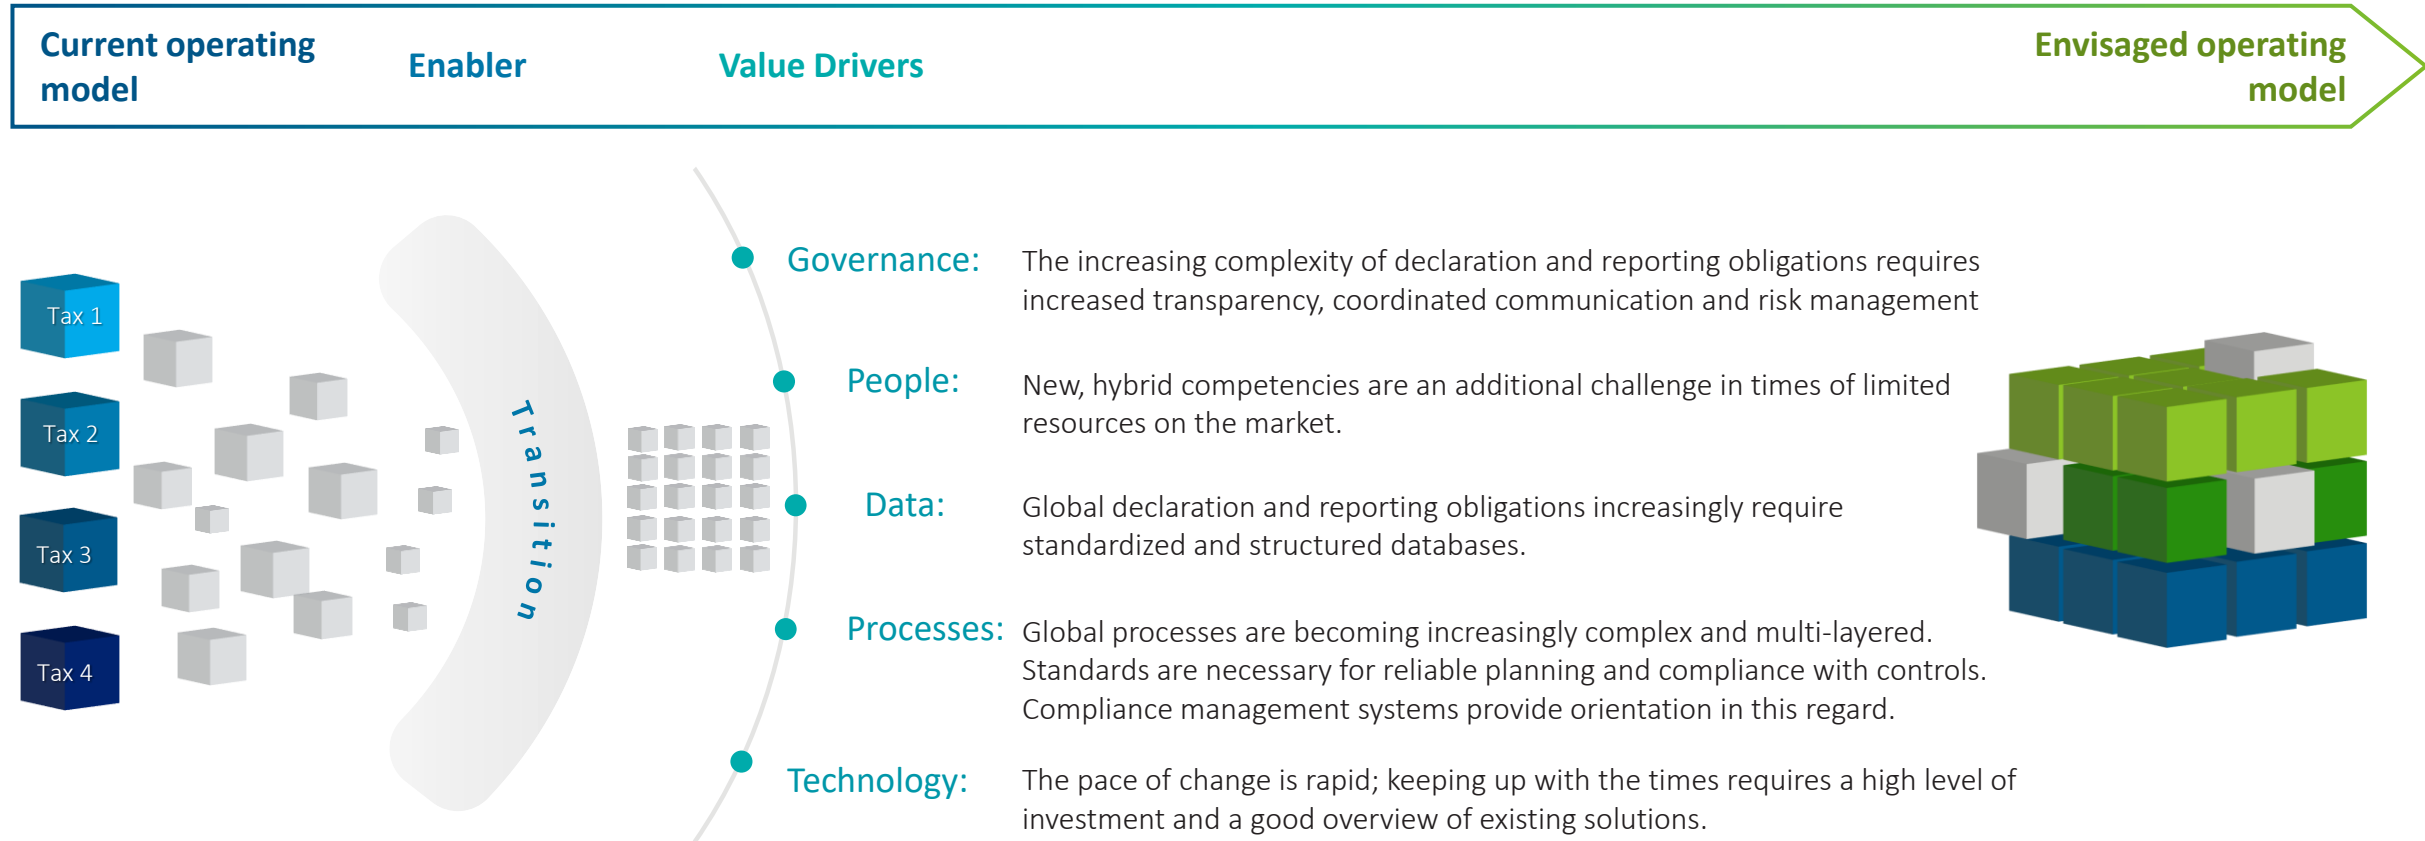 Current operating
model
Enabler
Value Drivers
Envisaged operating
model
Tax 1
Tax 2
Tax 3
Tax 4
Transition
Governance:
The increasing complexity of declaration and reporting obligations requires
increased transparency, coordinated communication and risk management
People:
New, hybrid competencies are an additional challenge in times of limited
resources on the market.
Data:
Global declaration and reporting obligations increasingly require
standardized and structured databases.
Processes:
Global processes are becoming increasingly complex and multi-layered.
Standards are necessary for reliable planning and compliance with controls.
Compliance management systems provide orientation in this regard.
Technology:
The pace of change is rapid; keeping up with the times requires a high level of
investment and a good overview of existing solutions.